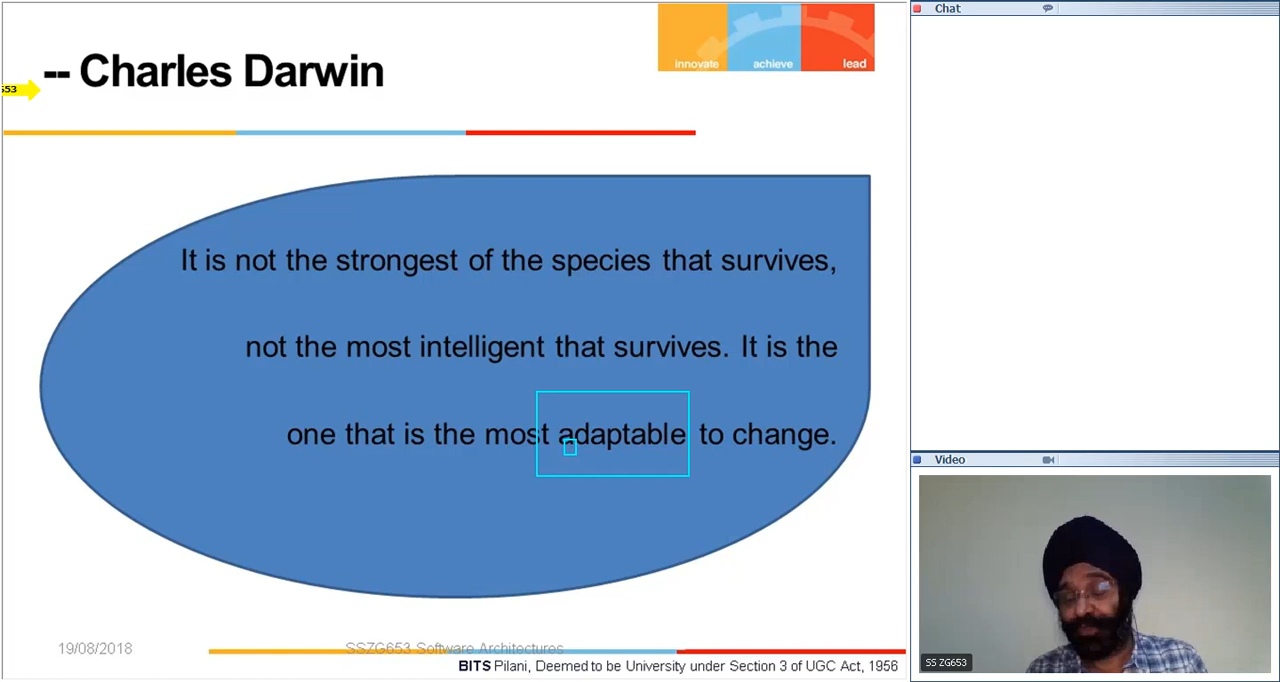 Chat
-- Charles Darwin
innovate achieve lead
653
It is not the strongest of the species that survives,
not the most intelligent that survives. It is the
one that is the most adaptable to change.
Video
19/08/2018
SSZG653 Software Architectures
BITS Pilani, Deemed to be University under Section 3 of UGC Act, 1956
SS ZG653